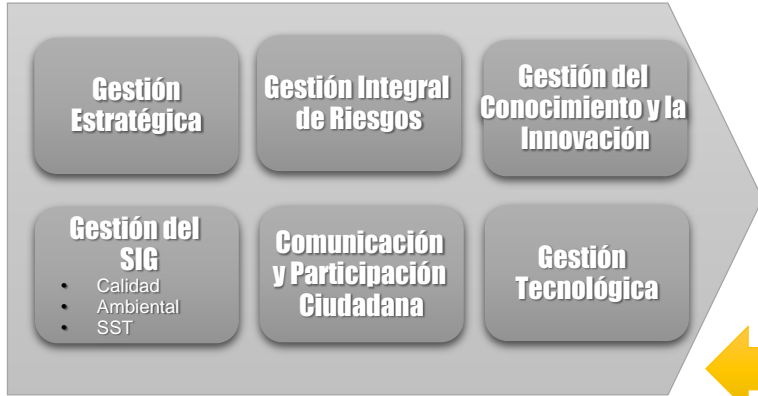 Gestión
Estratégica
Gestión Integral
de Riesgos
Gestión del
Conocimiento y la
Innovación
Gestión del
SIG
• Calidad
• Ambiental
• SST
Comunicación
y Participación
Ciudadana
Gestión
Tecnológica